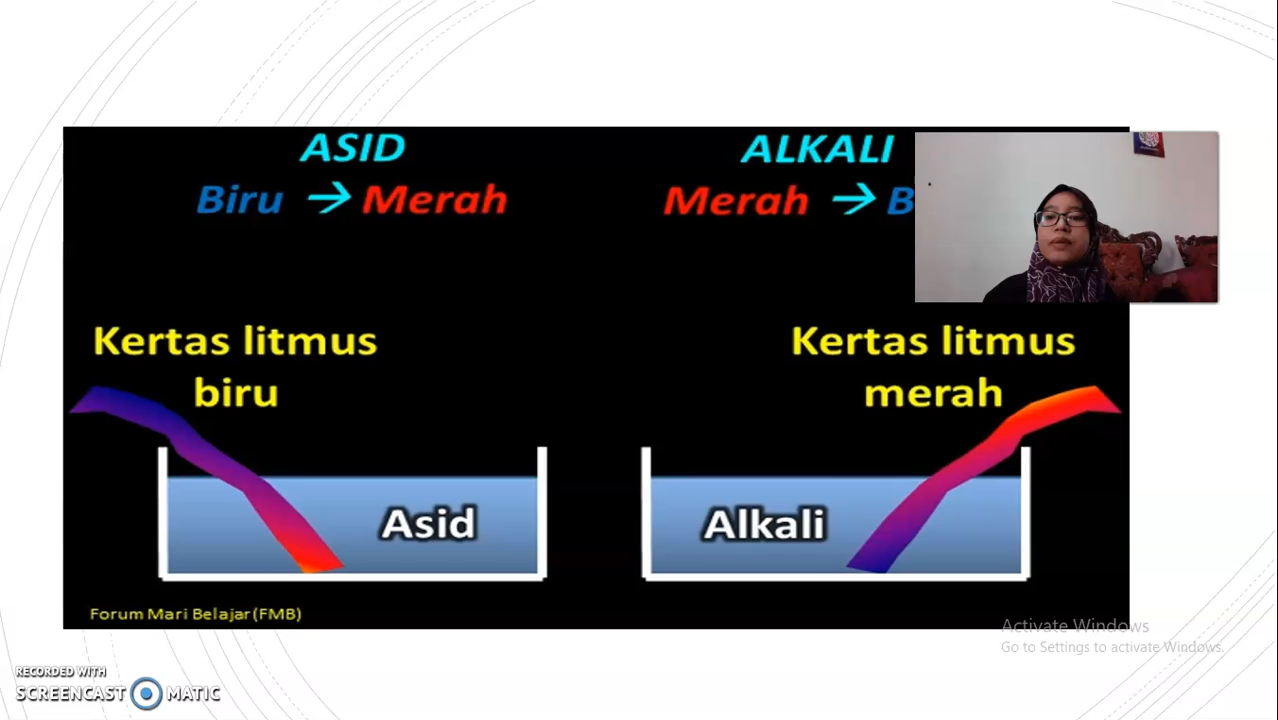 ASID
Biru → Merah
ALKALI
Merah → B
Kertas litmus
biru
Kertas litmus
merah
Asid
Alkali
Forum Mari Belajar (FMB)
Activate Windows
Go to Settings to activate Windows.
RECORDED WITH
SCREENCAST MATIC